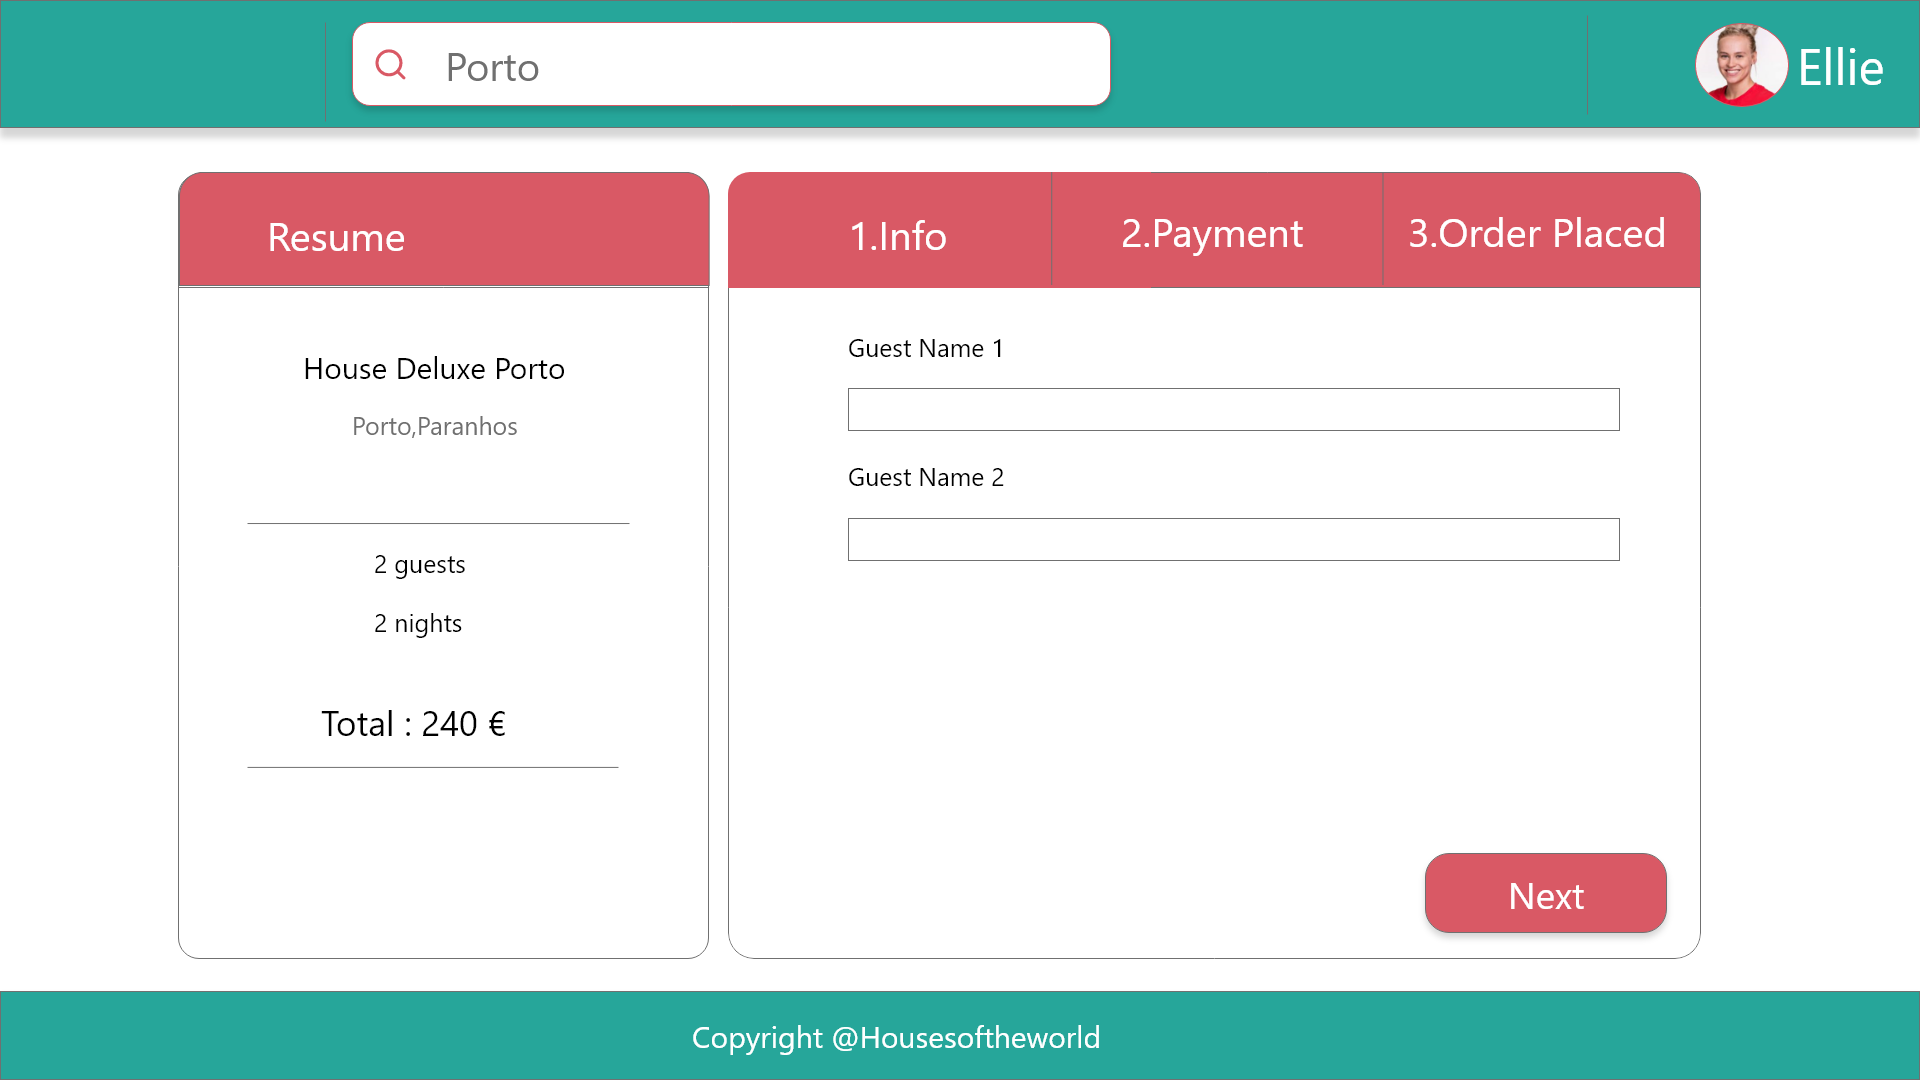 Porto
Ellie
Resume
House Deluxe Porto
Porto,Paranhos
2 guests
2 nights
Total : 240 €
1.Info
2.Payment
3.Order Placed
Guest Name 1
Guest Name 2
Next
Copyright @Housesoftheworld